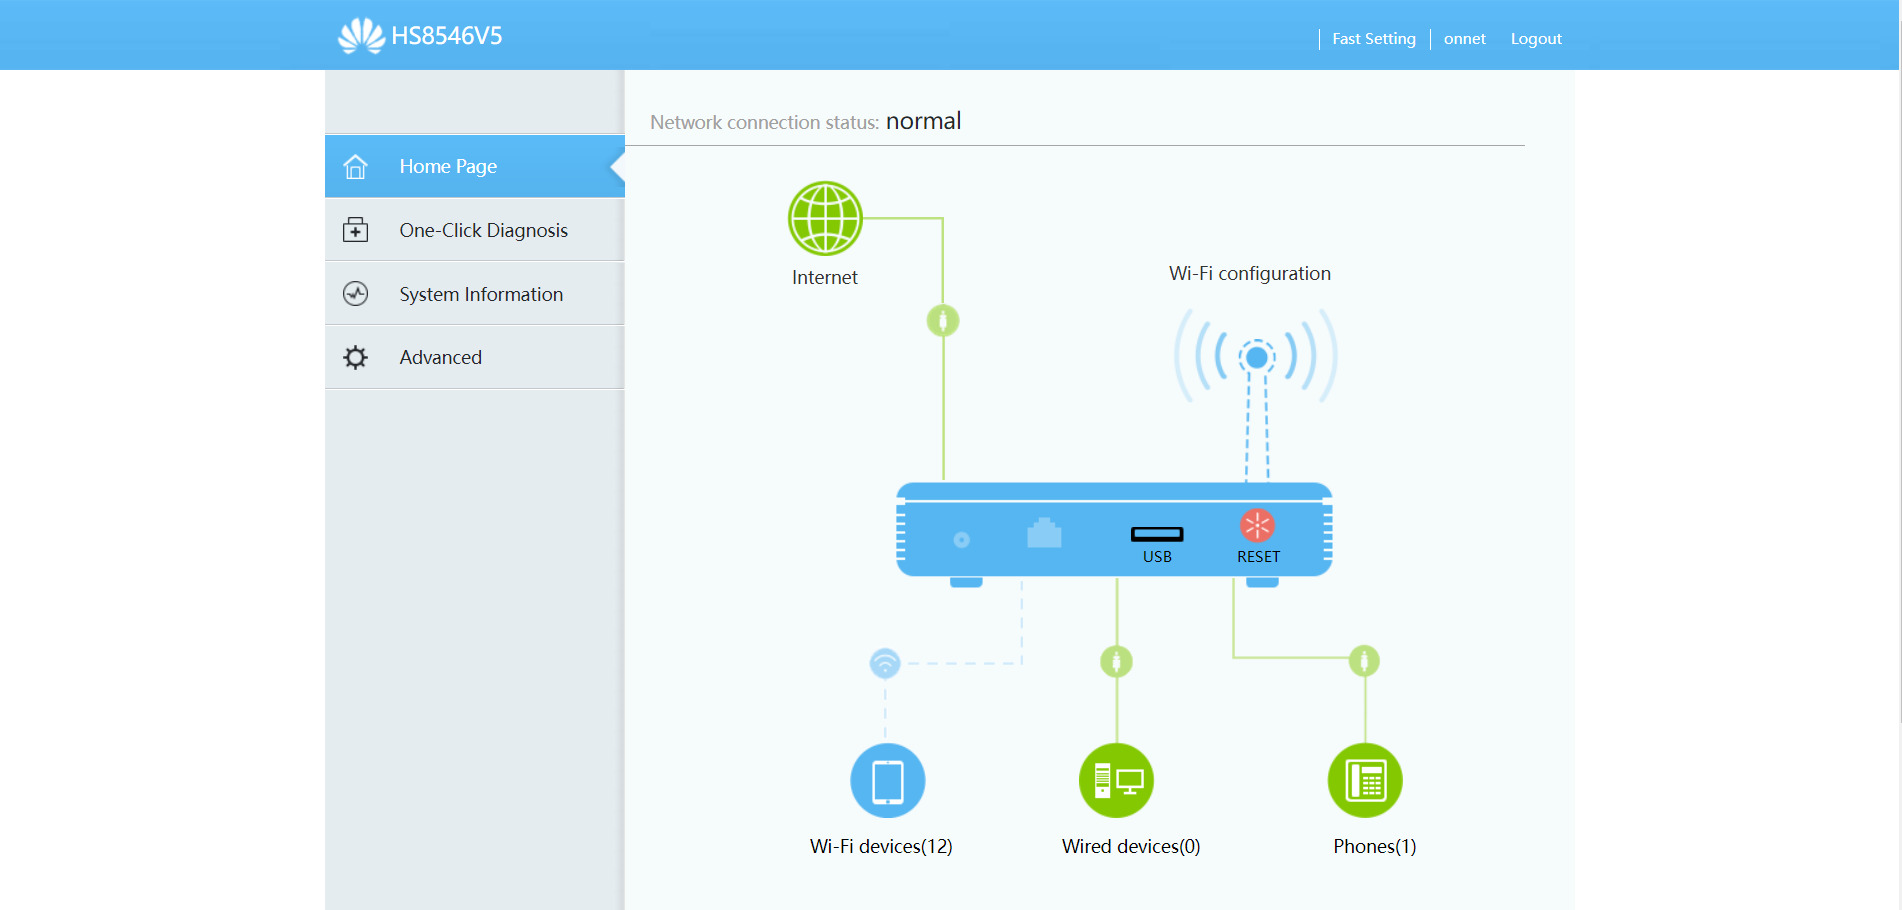 HS8546V5
Fast Setting
onnet
Logout
Network connection status: normal
Home Page
One-Click Diagnosis
System Information
Advanced
Internet
Wi-Fi configuration
USB
RESET
Wi-Fi devices(12)
Wired devices(0)
Phones(1)